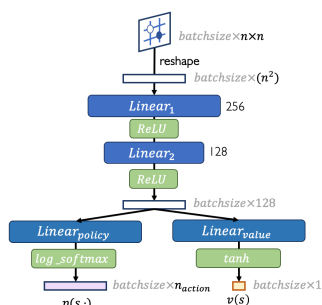 batchsize×n×n
reshape
batchsize×(n²)
Linear₁ 256
ReLU
Linear₂ 128
ReLU
batchsize×128
Linear_policy Linear_value
log_softmax tanh
batchsize×n_action batchsize×1
p(s,·) v(s)